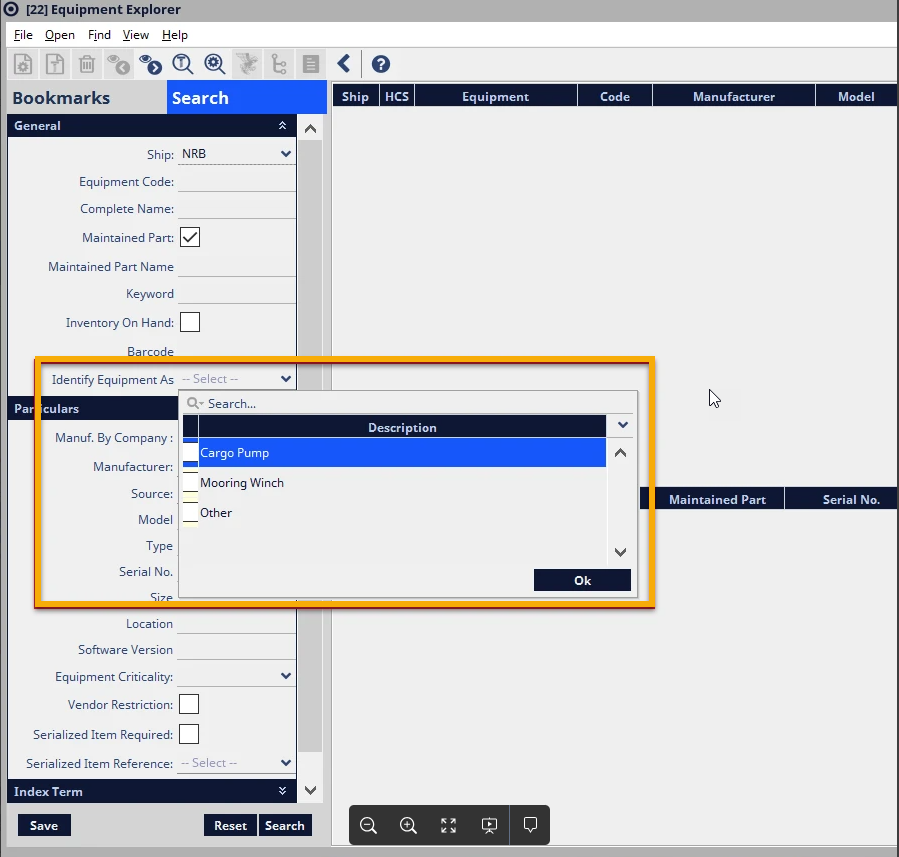 [22] Equipment Explorer
File Open Find View Help
Bookmarks Search
Ship HCS Equipment Code Manufacturer Model
General
Ship: NRB
Equipment Code:
Complete Name:
Maintained Part:
Maintained Part Name
Keyword
Inventory On Hand:
Barcode
Identify Equipment As -- Select --
Particulars
Search...
Description
Manuf. By Company :
Cargo Pump
Manufacturer:
Mooring Winch
Source:
Maintained Part Serial No.
Other
Model
Type
Serial No.
Ok
Size
Location
Software Version
Equipment Criticality:
Vendor Restriction:
Serialized Item Required:
Serialized Item Reference: -- Select --
Index Term
Save Reset Search